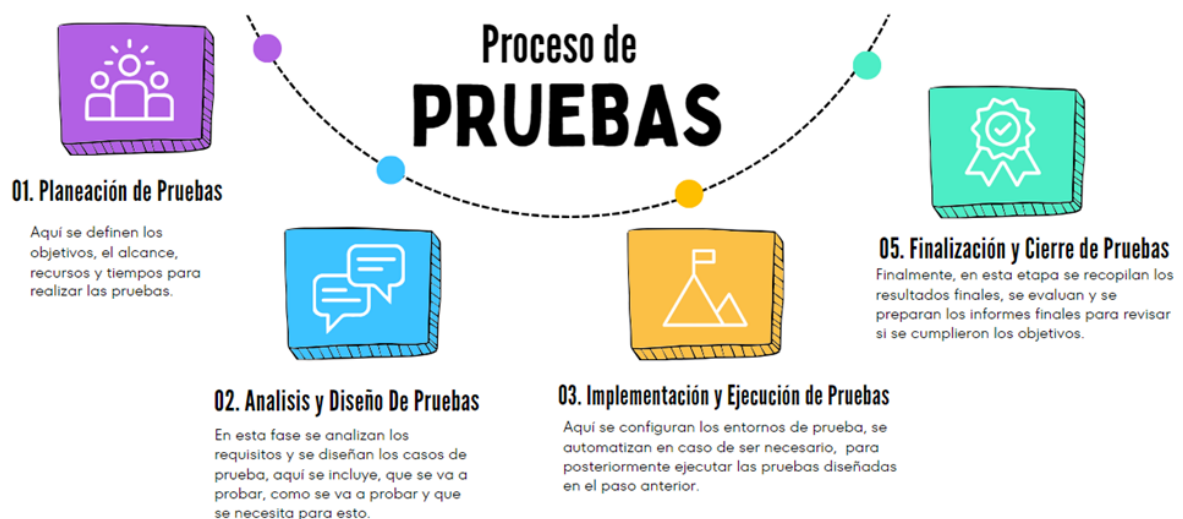 Proceso de
PRUEBAS
01. Planeación de Pruebas
Aquí se definen los
objetivos, el alcance,
recursos y tiempos para
realizar las pruebas.
02. Analisis y Diseño De Pruebas
En esta fase se analizan los
requisitos y se diseñan los casos de
prueba, aquí se incluye, que se va a
probar, como se va a probar y que
se necesita para esto.
03. Implementación y Ejecución de Pruebas
Aquí se configuran los entornos de prueba, se
automatizan en caso de ser necesario, para
posteriormente ejecutar las pruebas diseñadas
en el paso anterior.
05. Finalización y Cierre de Pruebas
Finalmente, en esta etapa se recopilan los
resultados finales, se evaluan y se
preparan los informes finales para revisar
si se cumplieron los objetivos.